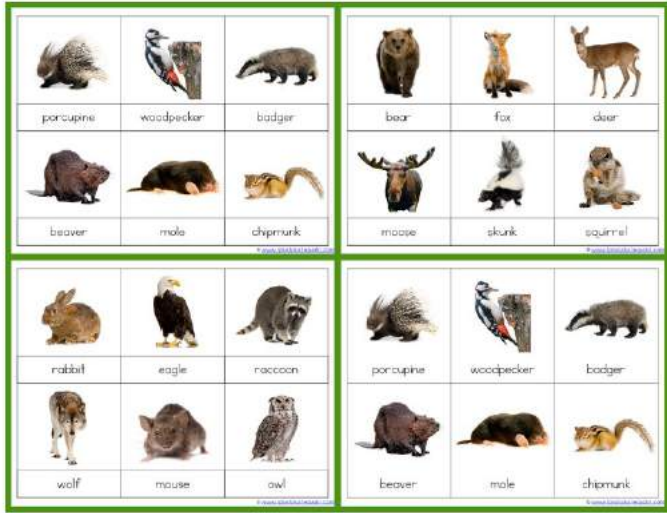 porcupine woodpecker badger
beaver mole chipmunk
bear fox deer
moose skunk squirrel
rabbit eagle raccoon
wolf mouse owl
porcupine woodpecker badger
beaver mole chipmunk